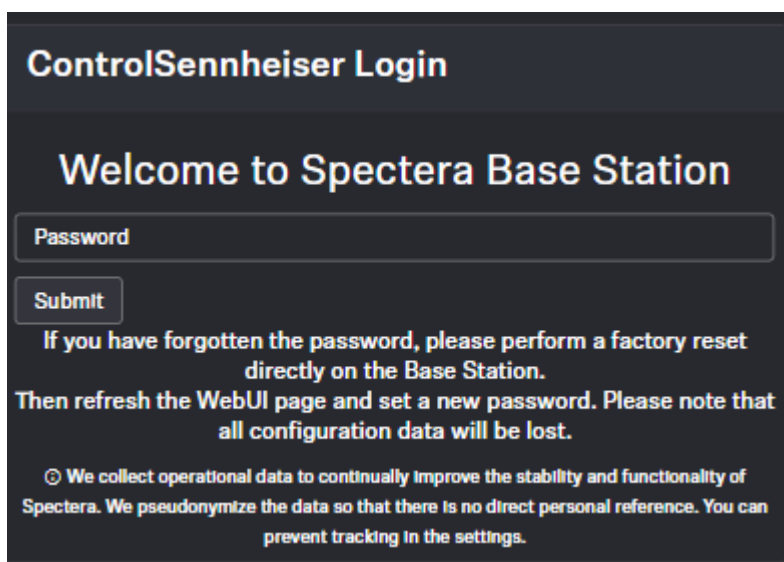 ControlSennheiser Login
Welcome to Spectera Base Station
Password
Submit
If you have forgotten the password, please perform a factory reset
directly on the Base Station.
Then refresh the WebUI page and set a new password. Please note that
all configuration data will be lost.
ⓘ We collect operational data to continually improve the stability and functionality of
Spectera. We pseudonymize the data so that there is no direct personal reference. You can
prevent tracking in the settings.